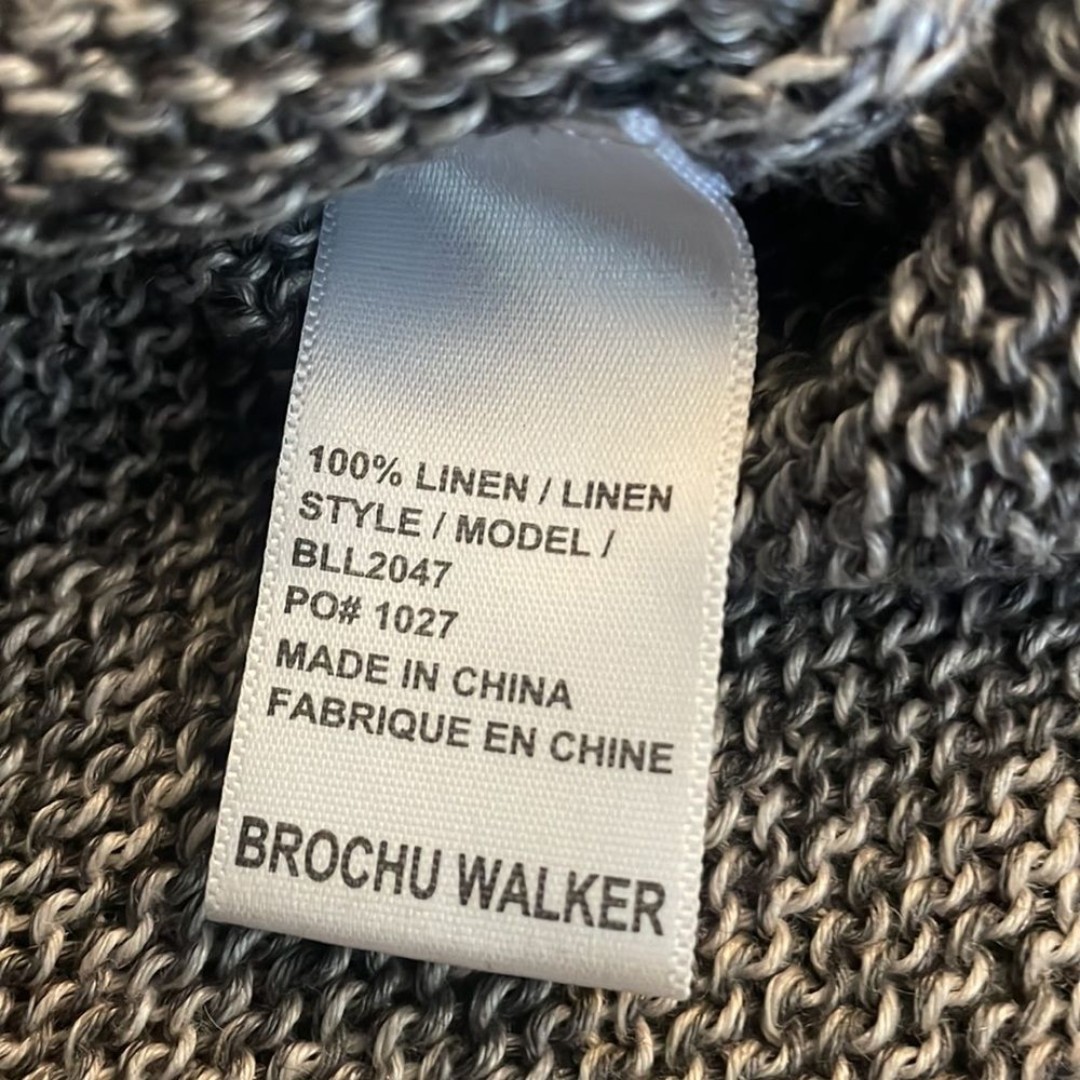 100% LINEN / LINEN
STYLE / MODEL /
BLL2047
PO# 1027
MADE IN CHINA
FABRIQUE EN CHINE
BROCHU WALKER